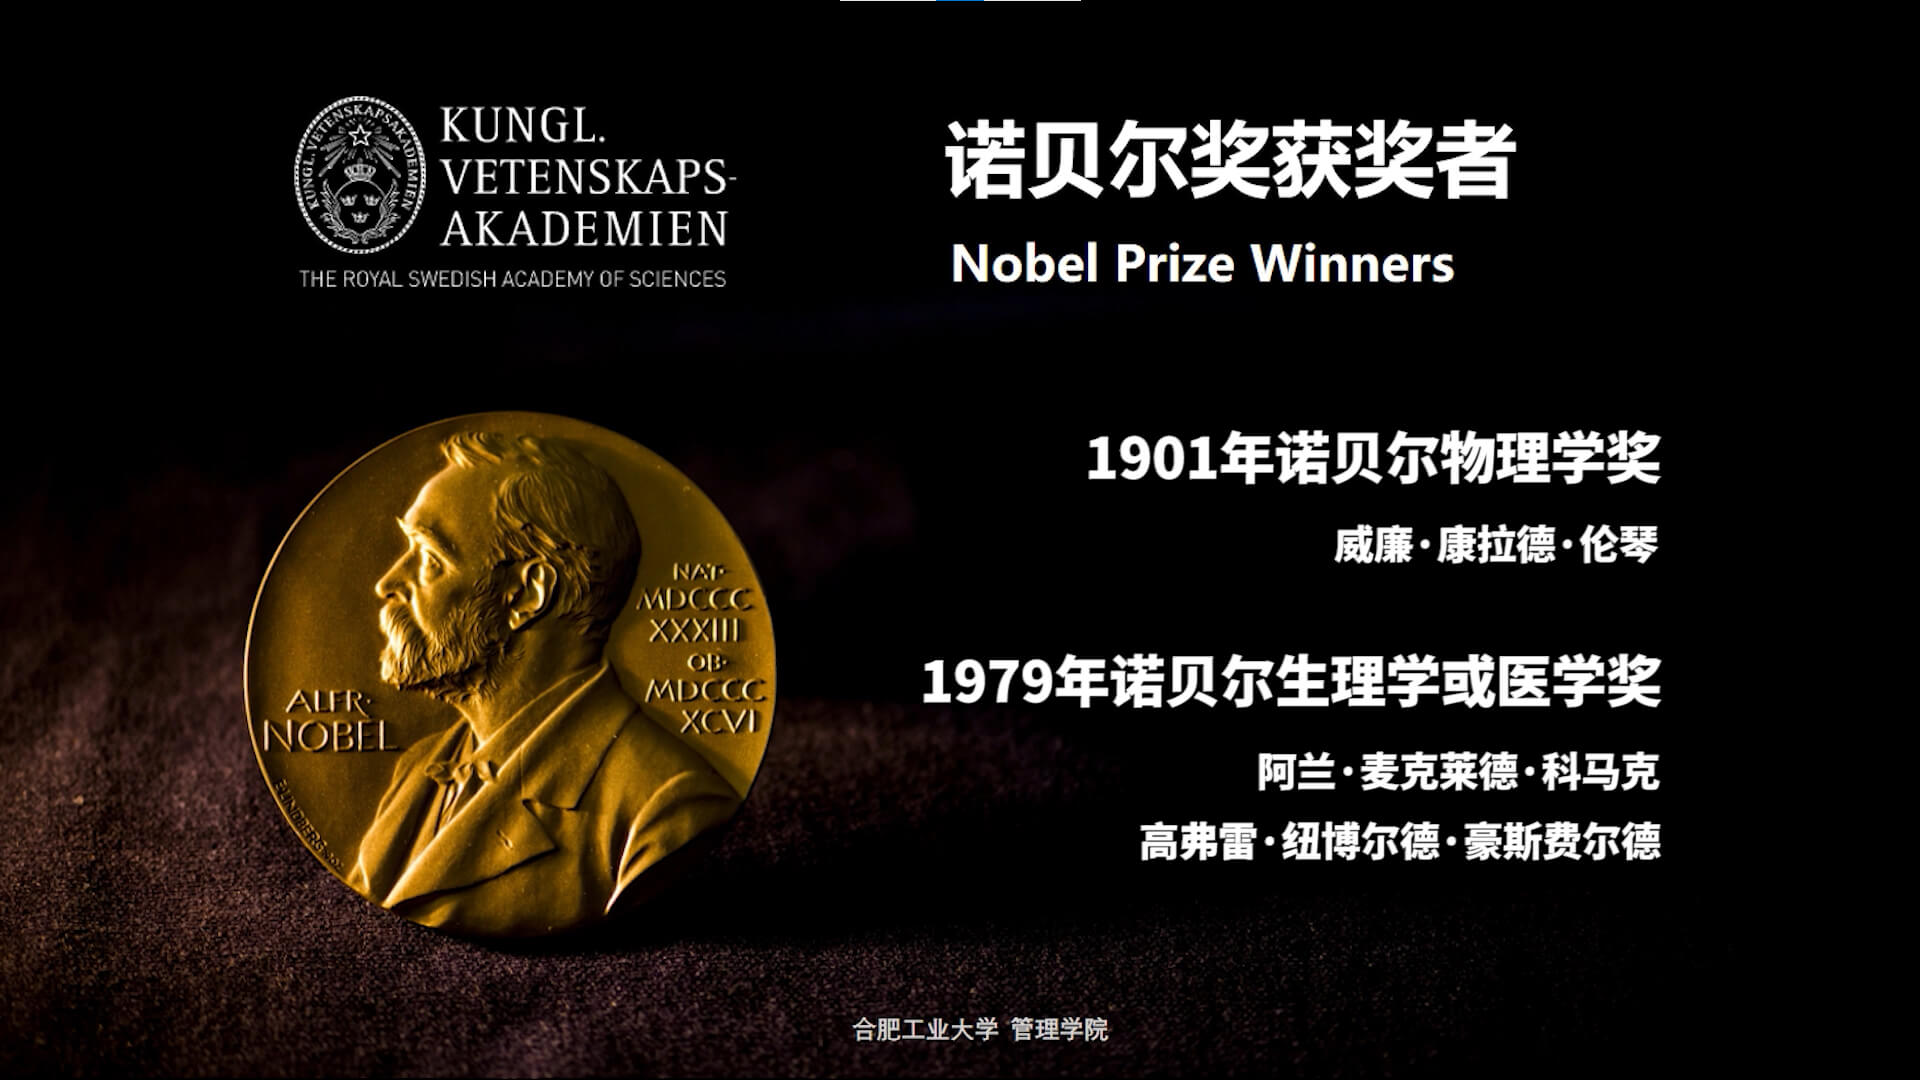 KUNGL.VETENSKAPSAKADEMIEN
KUNGL.
VETENSKAPS-
AKADEMIEN
THE ROYAL SWEDISH ACADEMY OF SCIENCES
诺贝尔奖获奖者
Nobel Prize Winners
1901年诺贝尔物理学奖
威廉·康拉德·伦琴
1979年诺贝尔生理学或医学奖
阿兰·麦克莱德·科马克
高弗雷·纽博尔德·豪斯费尔德
NAT·
MDCCC
XXXIII
OB·
MDCCC
XCVI
ALFR·
NOBEL
合肥工业大学 管理学院